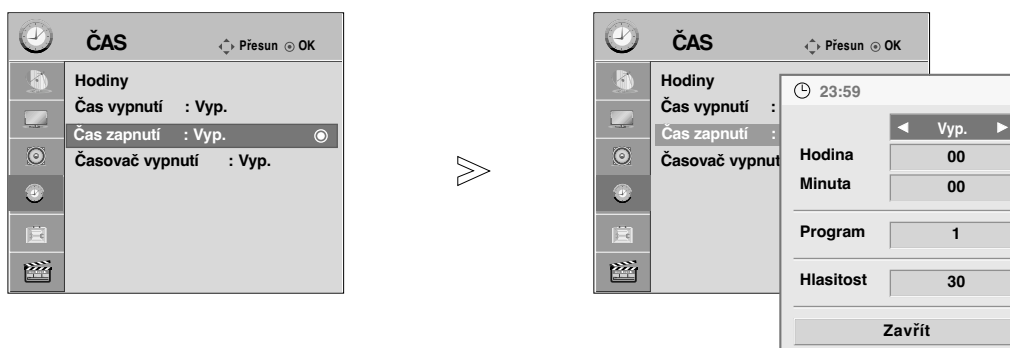 ČAS Přesun OK
Hodiny
Čas vypnutí : Vyp.
Čas zapnutí : Vyp.
Časovač vypnutí : Vyp.
ČAS Přesun OK
Hodiny
Čas vypnutí :
Čas zapnutí :
Časovač vypnut
23:59
◄ Vyp. ►
Hodina 00
Minuta 00
Program 1
Hlasitost 30
Zavřít